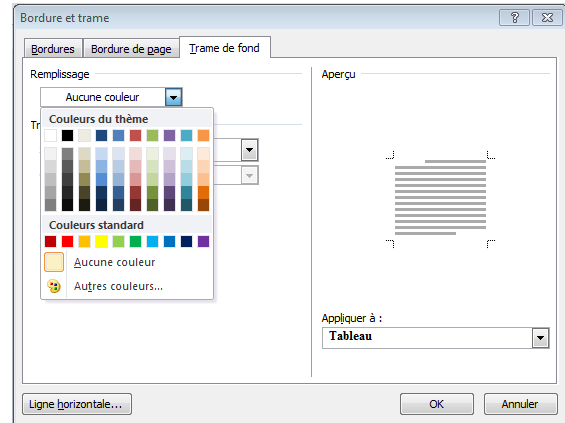 Bordure et trame
Bordures
Bordure de page
Trame de fond
Remplissage
Aperçu
Aucune couleur
Couleurs du thème
Tr
Couleurs standard
Aucune couleur
Autres couleurs...
Appliquer à :
Tableau
Ligne horizontale...
OK
Annuler